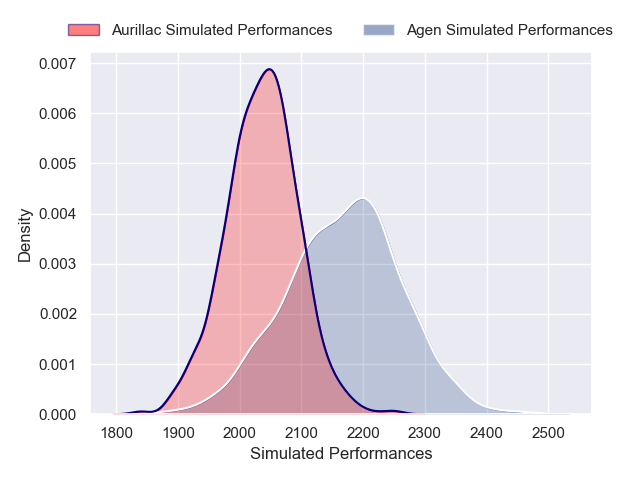 Aurillac Simulated Performances
Agen Simulated Performances
0.007
0.006
0.005
0.004
0.003
0.002
0.001
0.000
Density
1800 1900 2000 2100 2200 2300 2400 2500
Simulated Performances